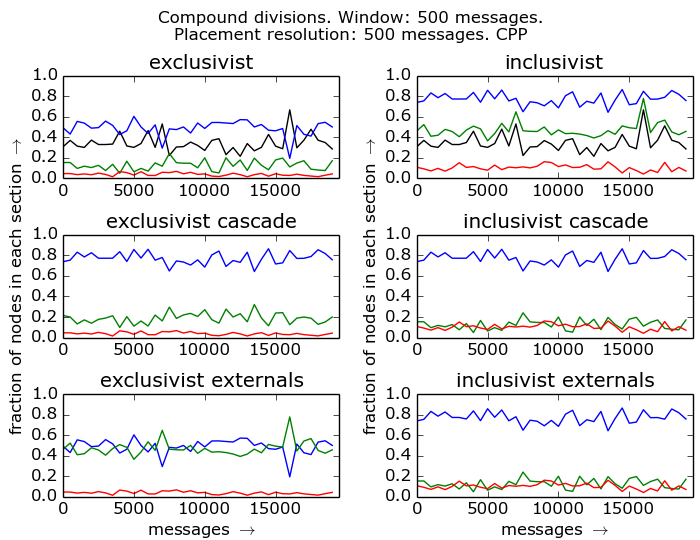 Compound divisions. Window: 500 messages.
Placement resolution: 500 messages. CPP
exclusivist
1.0
0.8
0.6
0.4
0.2
0.0
0 5000 10000 15000
inclusivist
1.0
0.8
0.6
0.4
0.2
0.0
0 5000 10000 15000
exclusivist cascade
1.0
0.8
0.6
0.4
0.2
0.0
0 5000 10000 15000
inclusivist cascade
1.0
0.8
0.6
0.4
0.2
0.0
0 5000 10000 15000
exclusivist externals
1.0
0.8
0.6
0.4
0.2
0.0
0 5000 10000 15000
inclusivist externals
1.0
0.8
0.6
0.4
0.2
0.0
0 5000 10000 15000
fraction of nodes in each section →
fraction of nodes in each section →
messages →
messages →